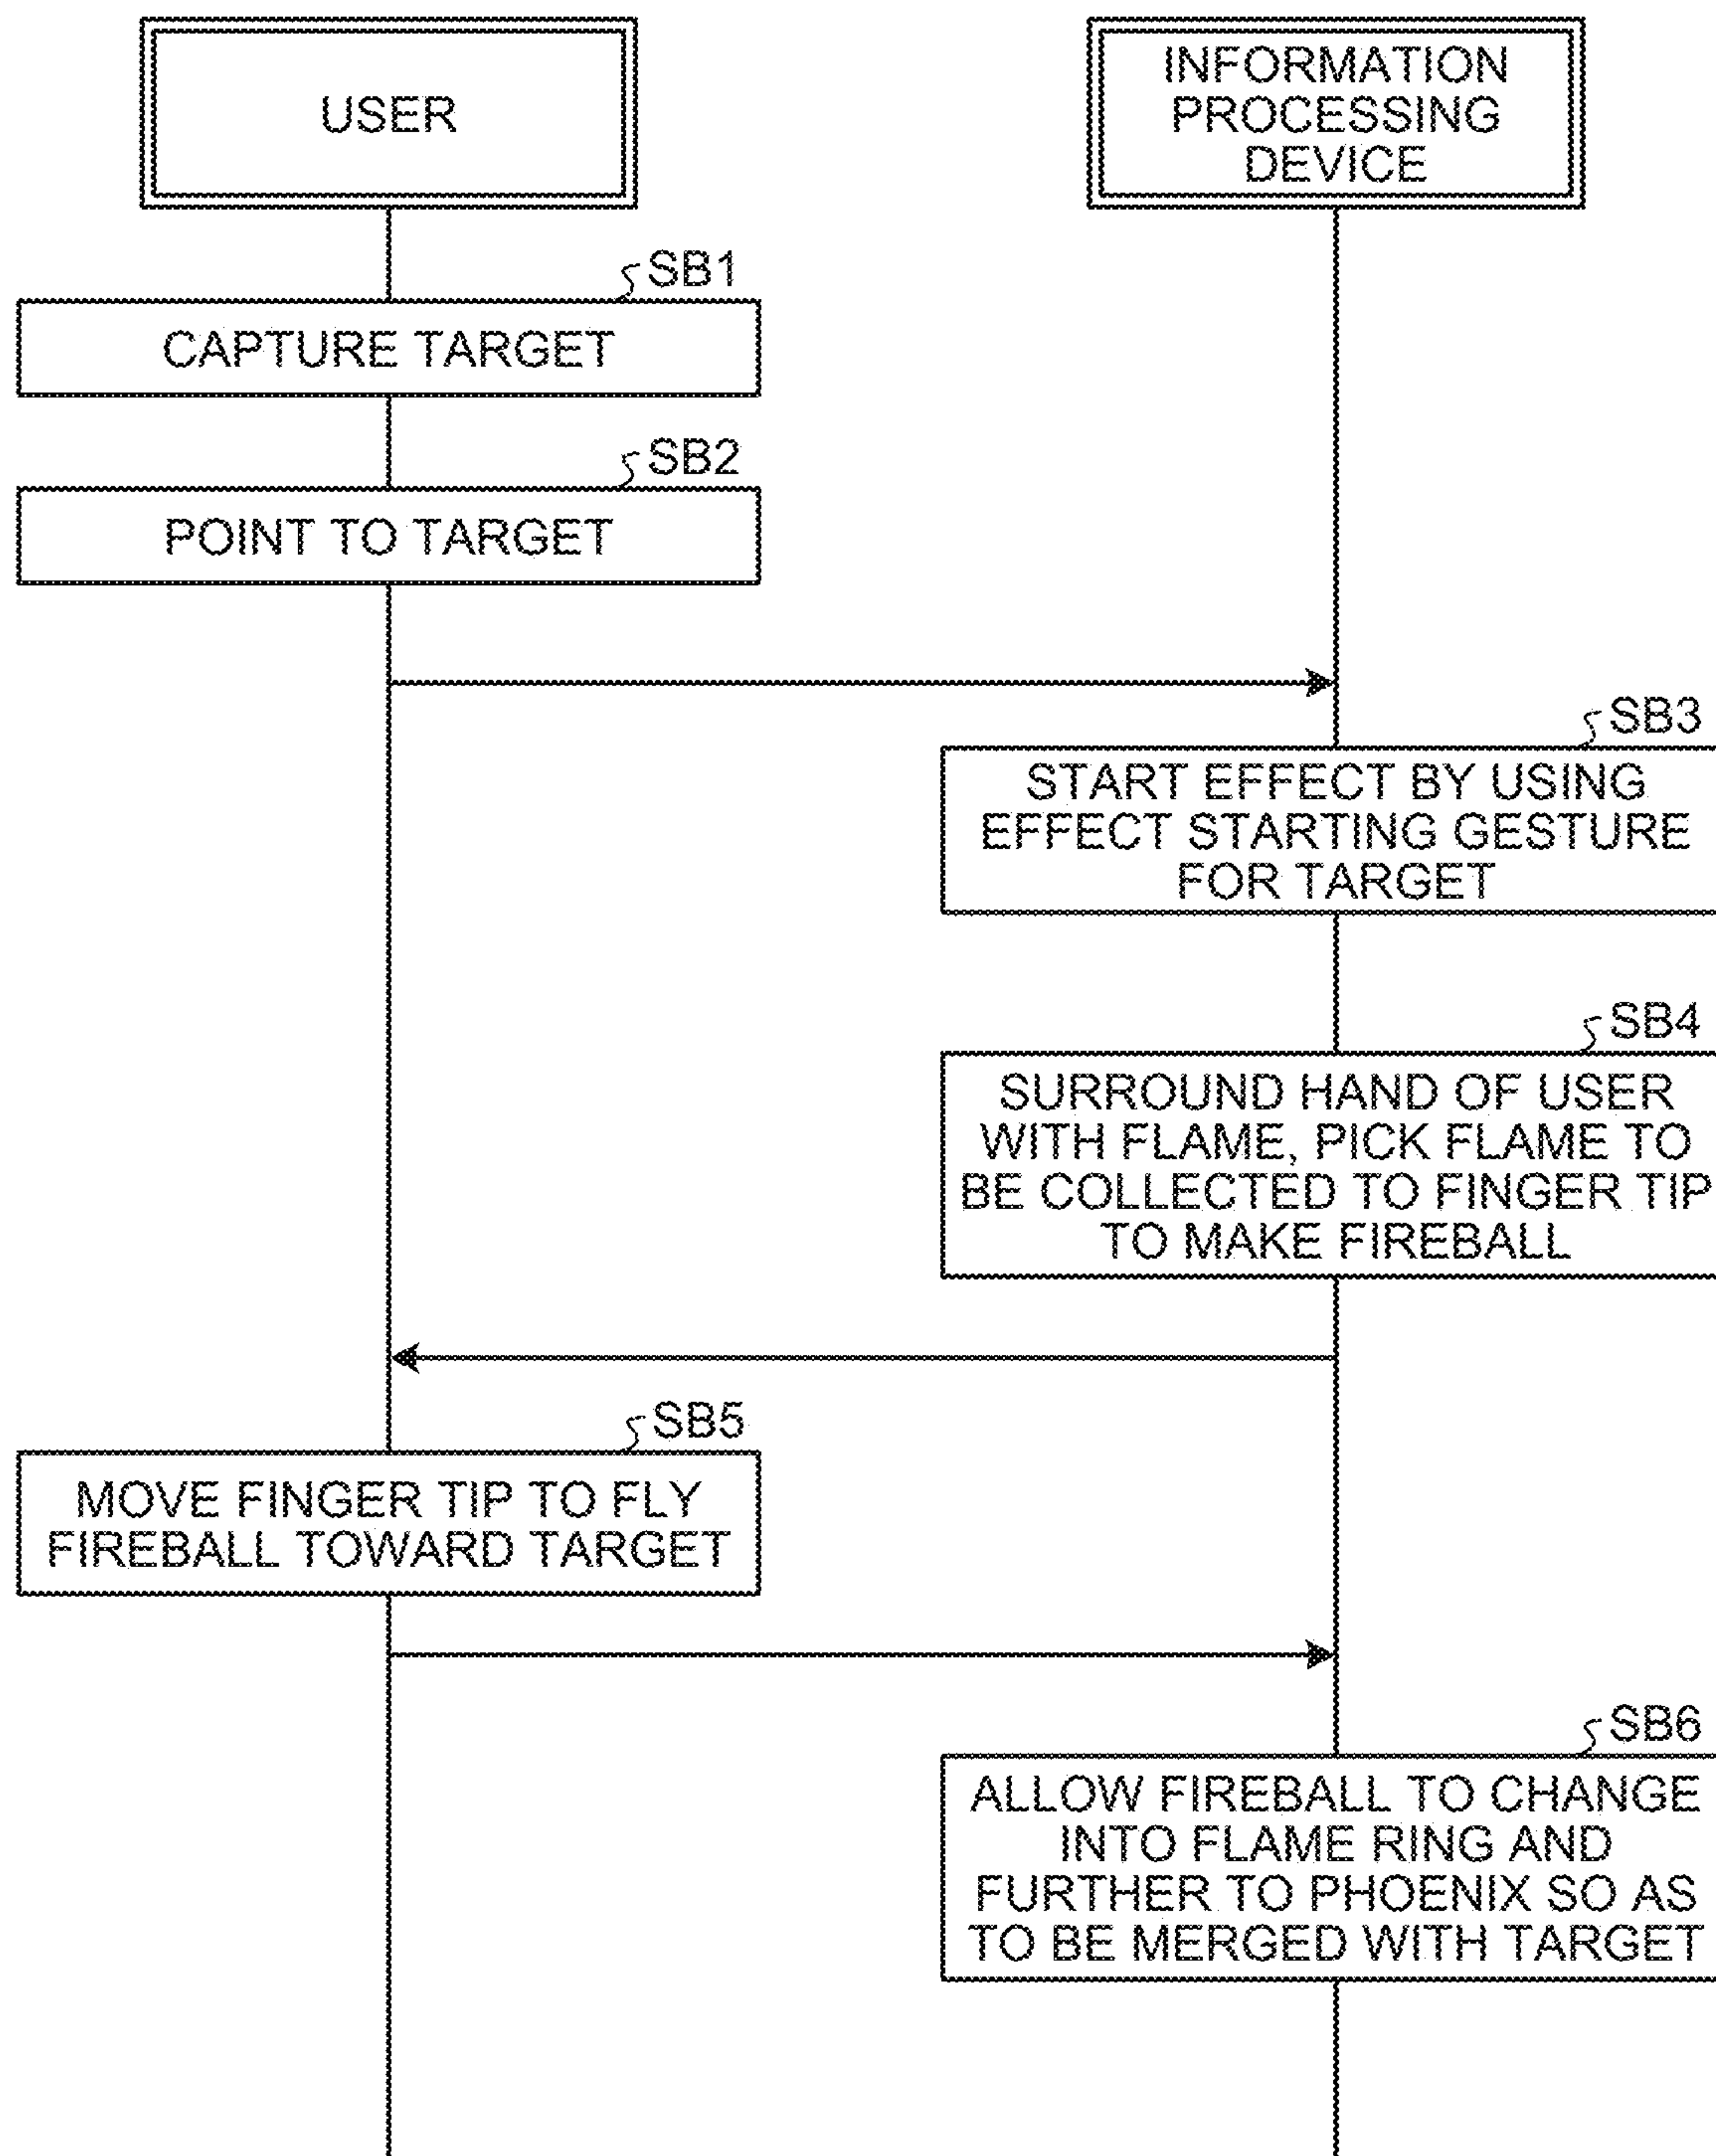 USER
INFORMATION
PROCESSING
DEVICE
SB1
CAPTURE TARGET
SB2
POINT TO TARGET
SB3
START EFFECT BY USING
EFFECT STARTING GESTURE
FOR TARGET
SB4
SURROUND HAND OF USER
WITH FLAME, PICK FLAME TO
BE COLLECTED TO FINGER TIP
TO MAKE FIREBALL
SB5
MOVE FINGER TIP TO FLY
FIREBALL TOWARD TARGET
SB6
ALLOW FIREBALL TO CHANGE
INTO FLAME RING AND
FURTHER TO PHOENIX SO AS
TO BE MERGED WITH TARGET